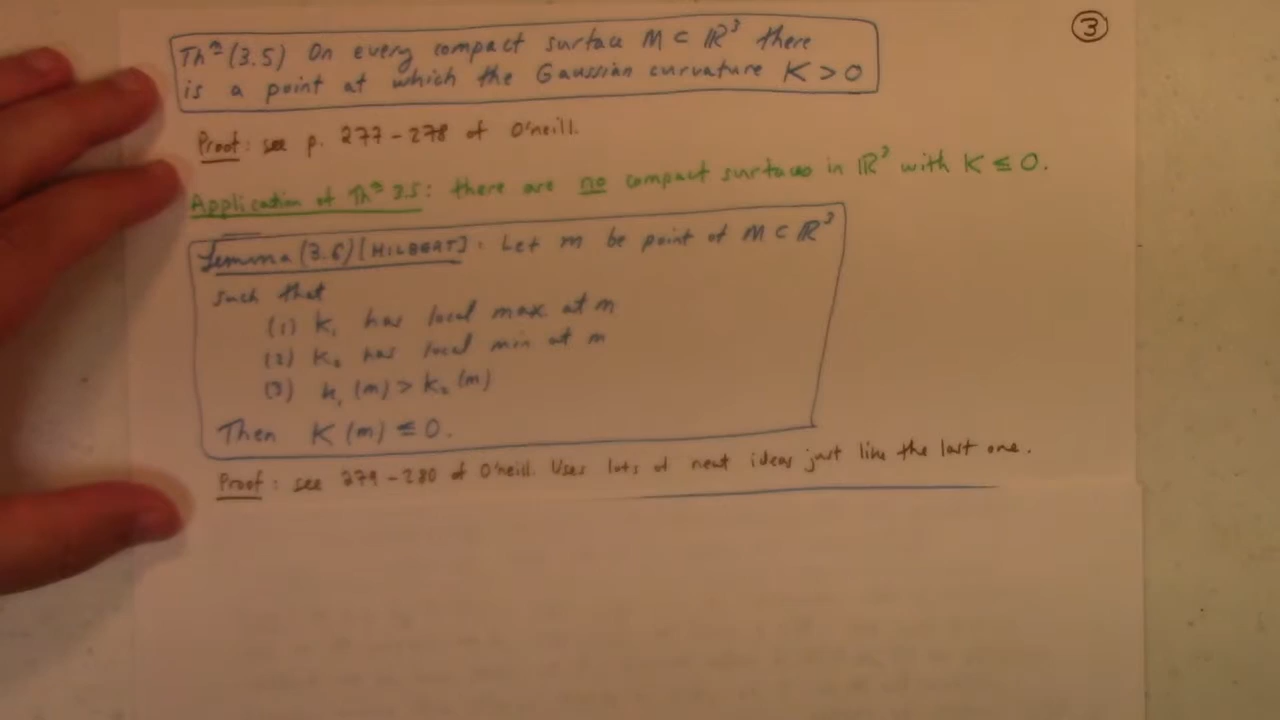 ③
Thᵐ (3.5) On every compact surface M ⊂ ℝ³ there
is a point at which the Gaussian curvature K > 0
Proof: see p. 277 - 278 of O'neill.
Application of Thᵐ 3.5: there are no compact surfaces in ℝ³ with K ≤ 0.
Lemma (3.6) [HILBERT]: Let m be point of M ⊂ ℝ³
such that
(1) k₁ has local max at m
(2) k₂ has local min at m
(3) k₁(m) > k₂(m)
Then K(m) ≤ 0.
Proof: see 279 - 280 of O'neill. Uses lots of neat ideas just like the last one.